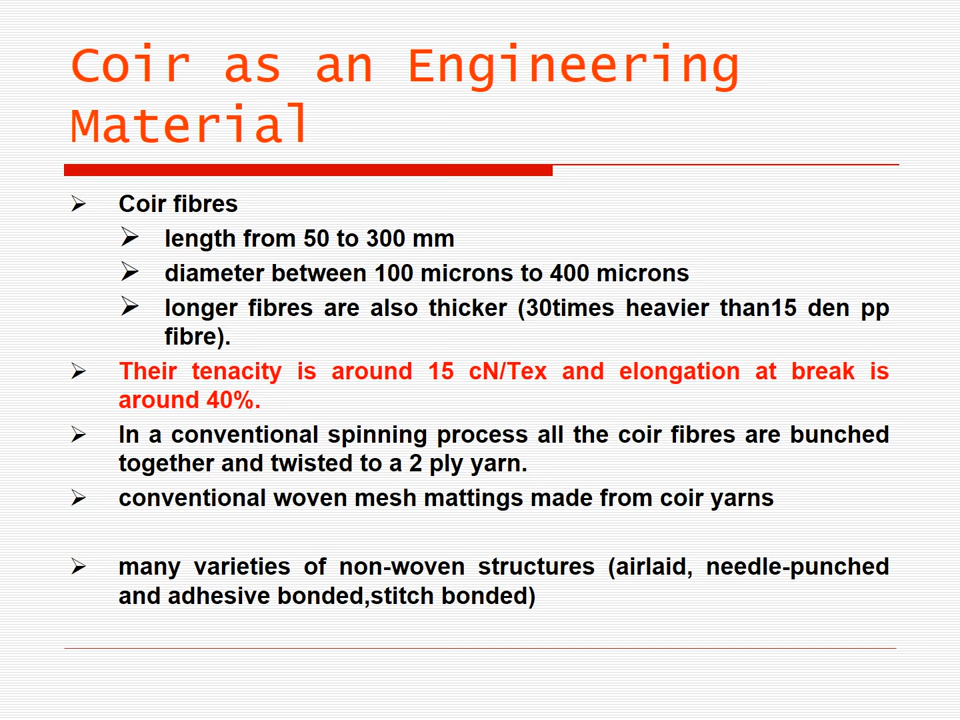 Coir as an Engineering
Material
Coir fibres
length from 50 to 300 mm
diameter between 100 microns to 400 microns
longer fibres are also thicker (30times heavier than15 den pp
fibre).
Their tenacity is around 15 cN/Tex and elongation at break is
around 40%.
In a conventional spinning process all the coir fibres are bunched
together and twisted to a 2 ply yarn.
conventional woven mesh mattings made from coir yarns
many varieties of non-woven structures (airlaid, needle-punched
and adhesive bonded,stitch bonded)